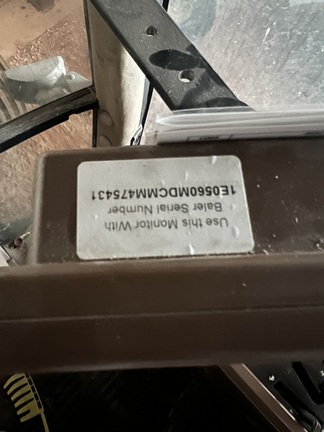 Use this Monitor With
Baler Serial Number
1E0560MDCMM475431